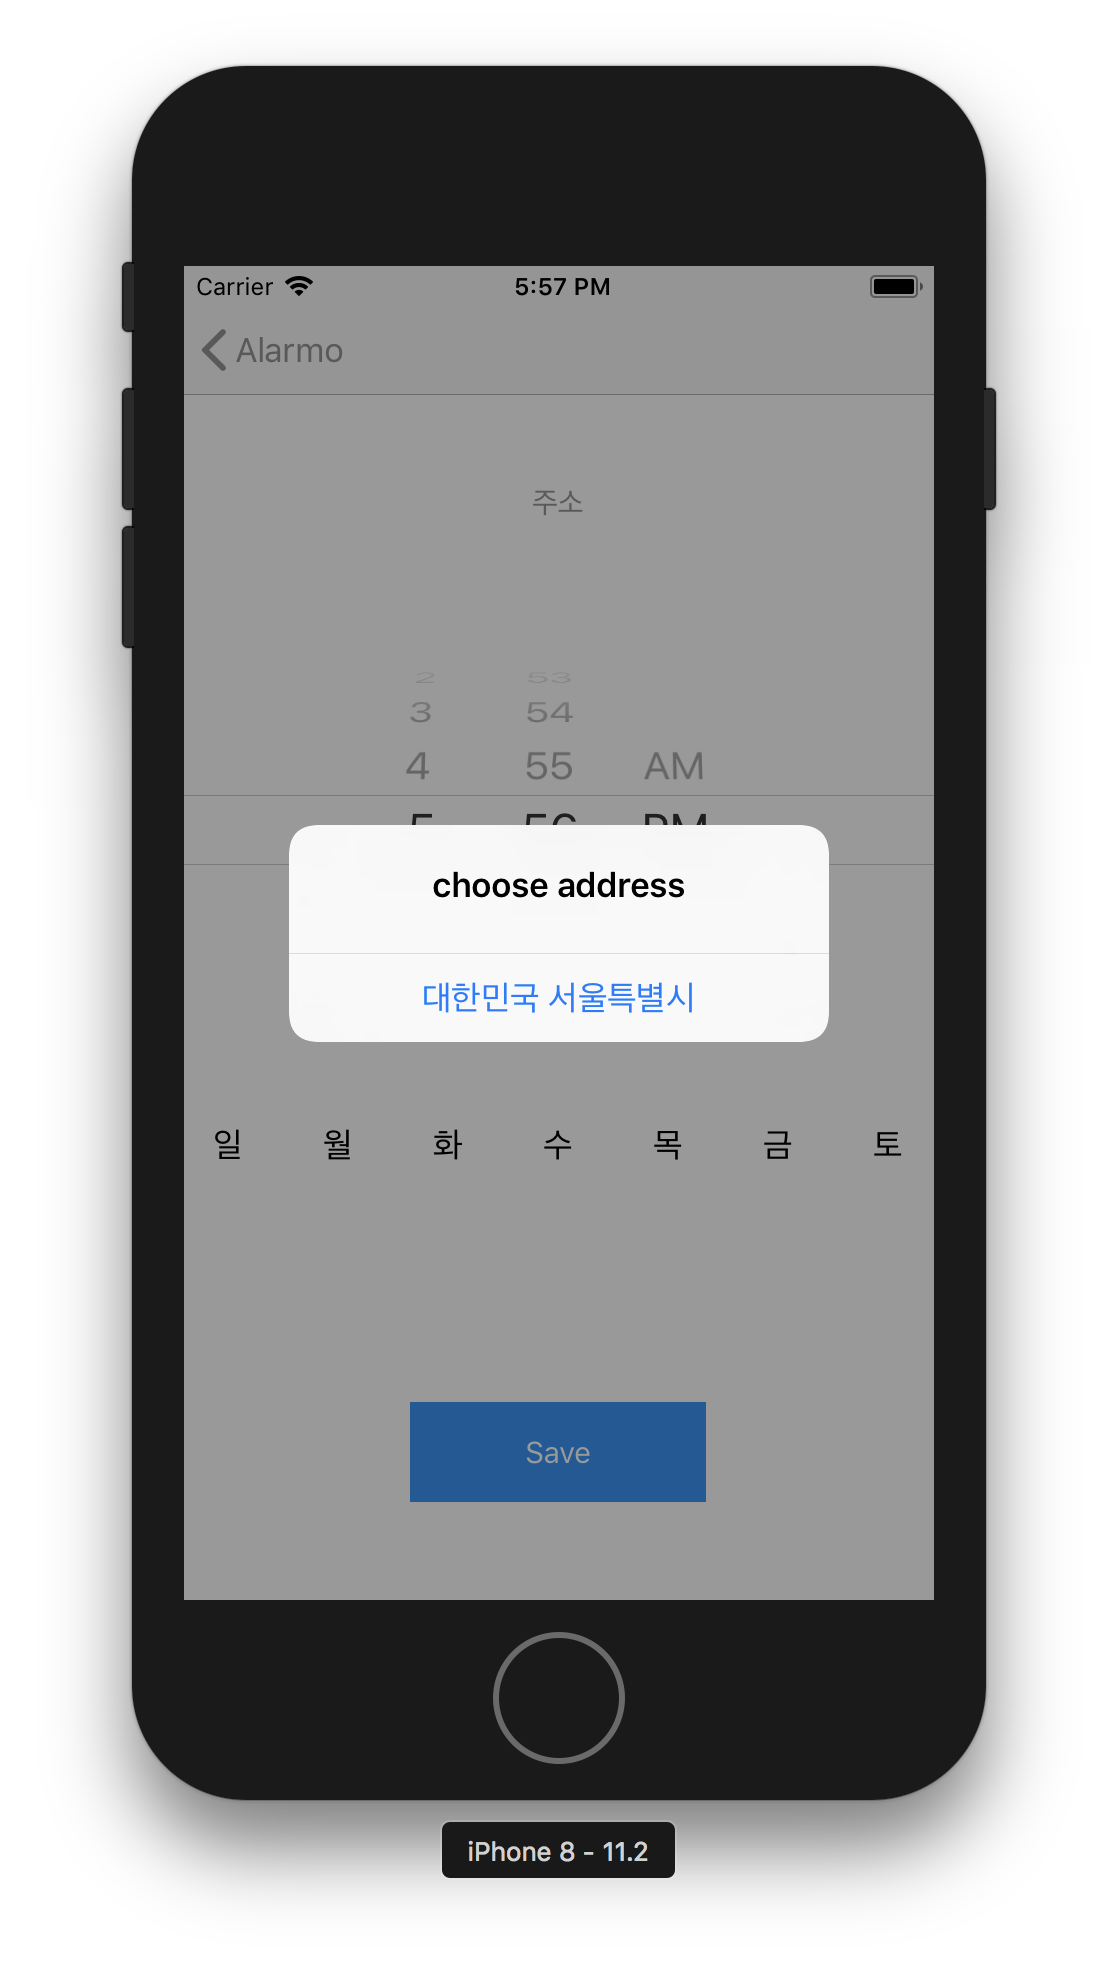 Carrier 5:57 PM
Alarmo
주소
2 53
3 54
4 55 AM
5 56 PM
choose address
대한민국 서울특별시
일 월 화 수 목 금 토
Save
iPhone 8 - 11.2